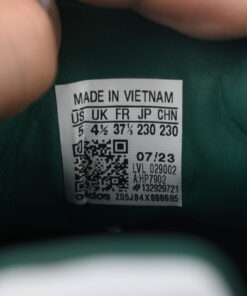 MADE IN VIETNAM
US UK FR JP CHN
5 4½ 37⅓ 230 230
07/23
LVL 029002
AHP7902
#132929721
adidas